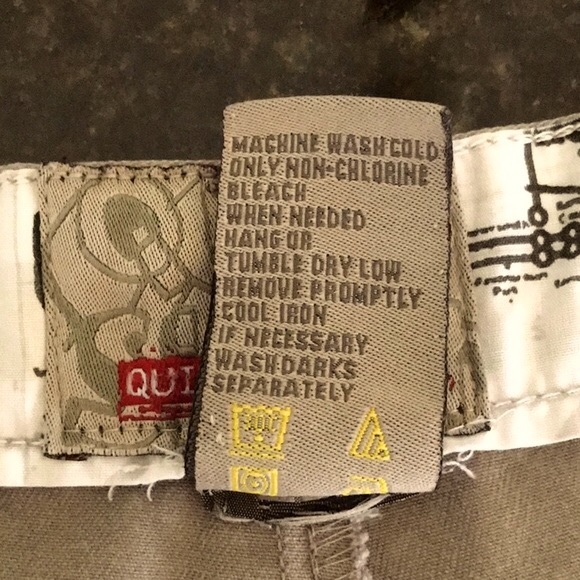 MACHINE WASH COLD
ONLY NON-CHLORINE
BLEACH
WHEN NEEDED
HANG OR
TUMBLE DRY LOW
REMOVE PROMPTLY
COOL IRON
IF NECESSARY
WASH DARKS
SEPARATELY
QUI